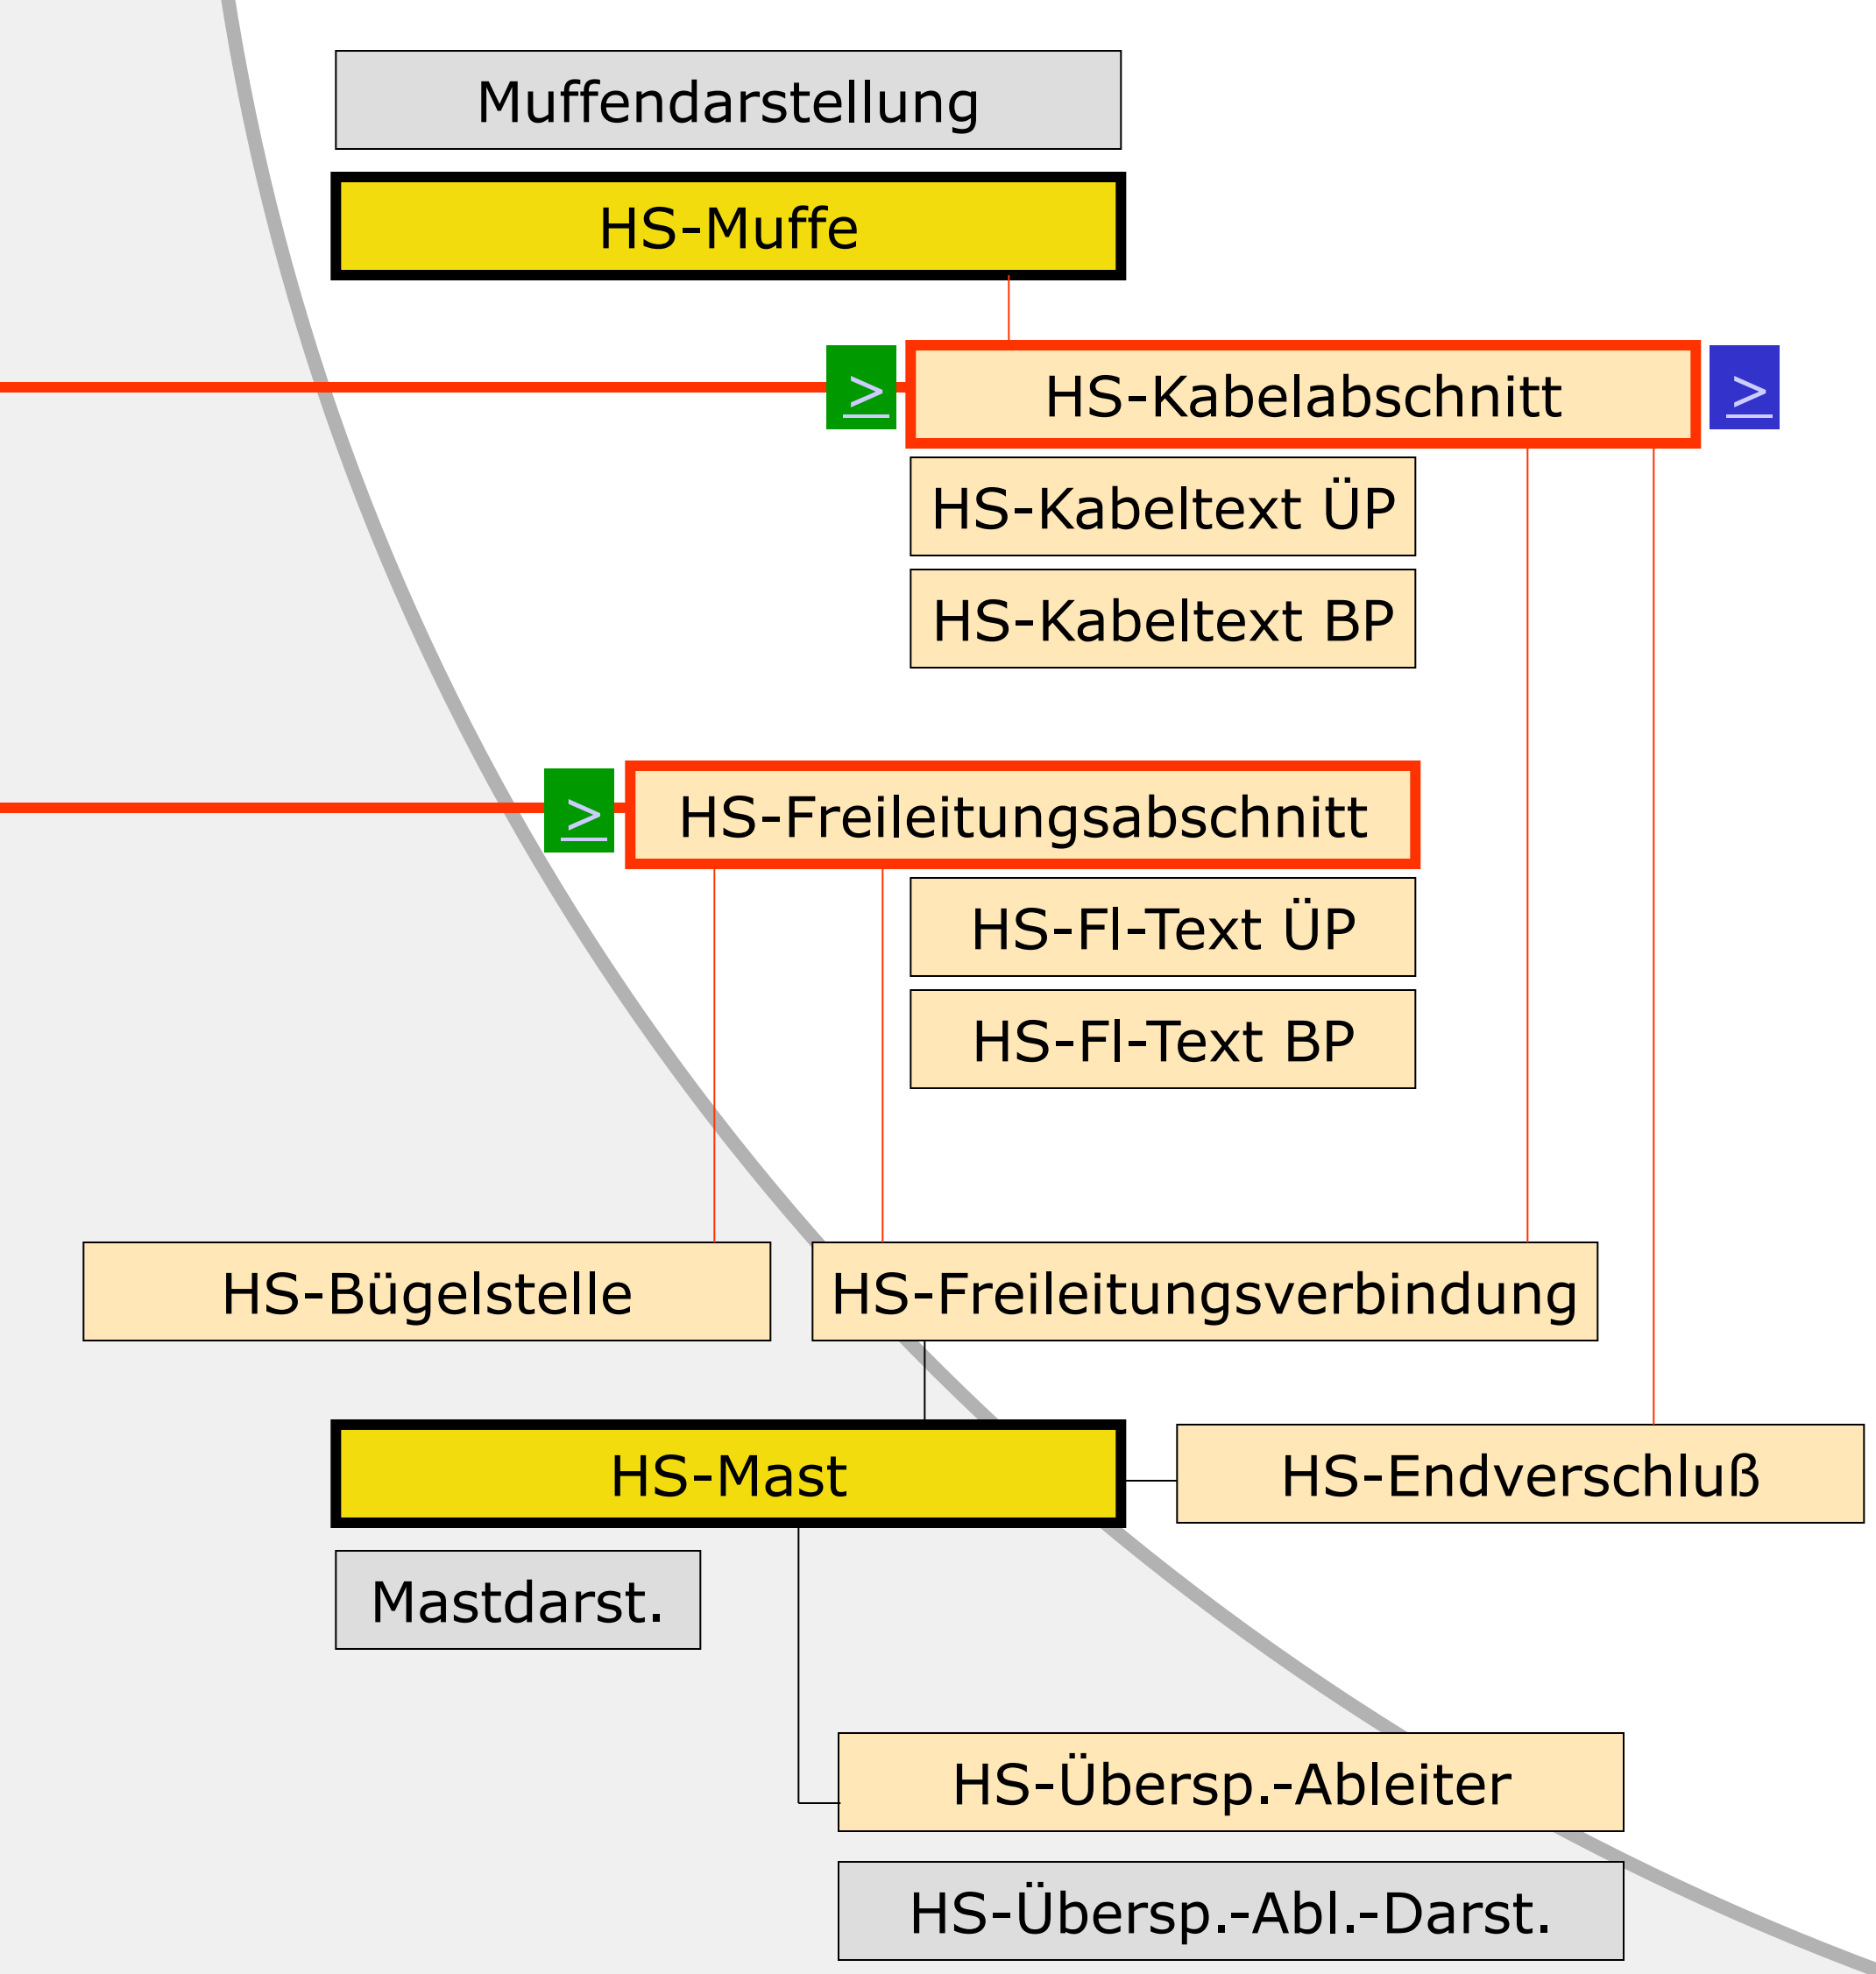 Muffendarstellung
HS-Muffe
> HS-Kabelabschnitt >
HS-Kabeltext ÜP
HS-Kabeltext BP
> HS-Freileitungsabschnitt
HS-Fl-Text ÜP
HS-Fl-Text BP
HS-Bügelstelle
HS-Freileitungsverbindung
HS-Mast
HS-Endverschluß
Mastdarst.
HS-Übersp.-Ableiter
HS-Übersp.-Abl.-Darst.